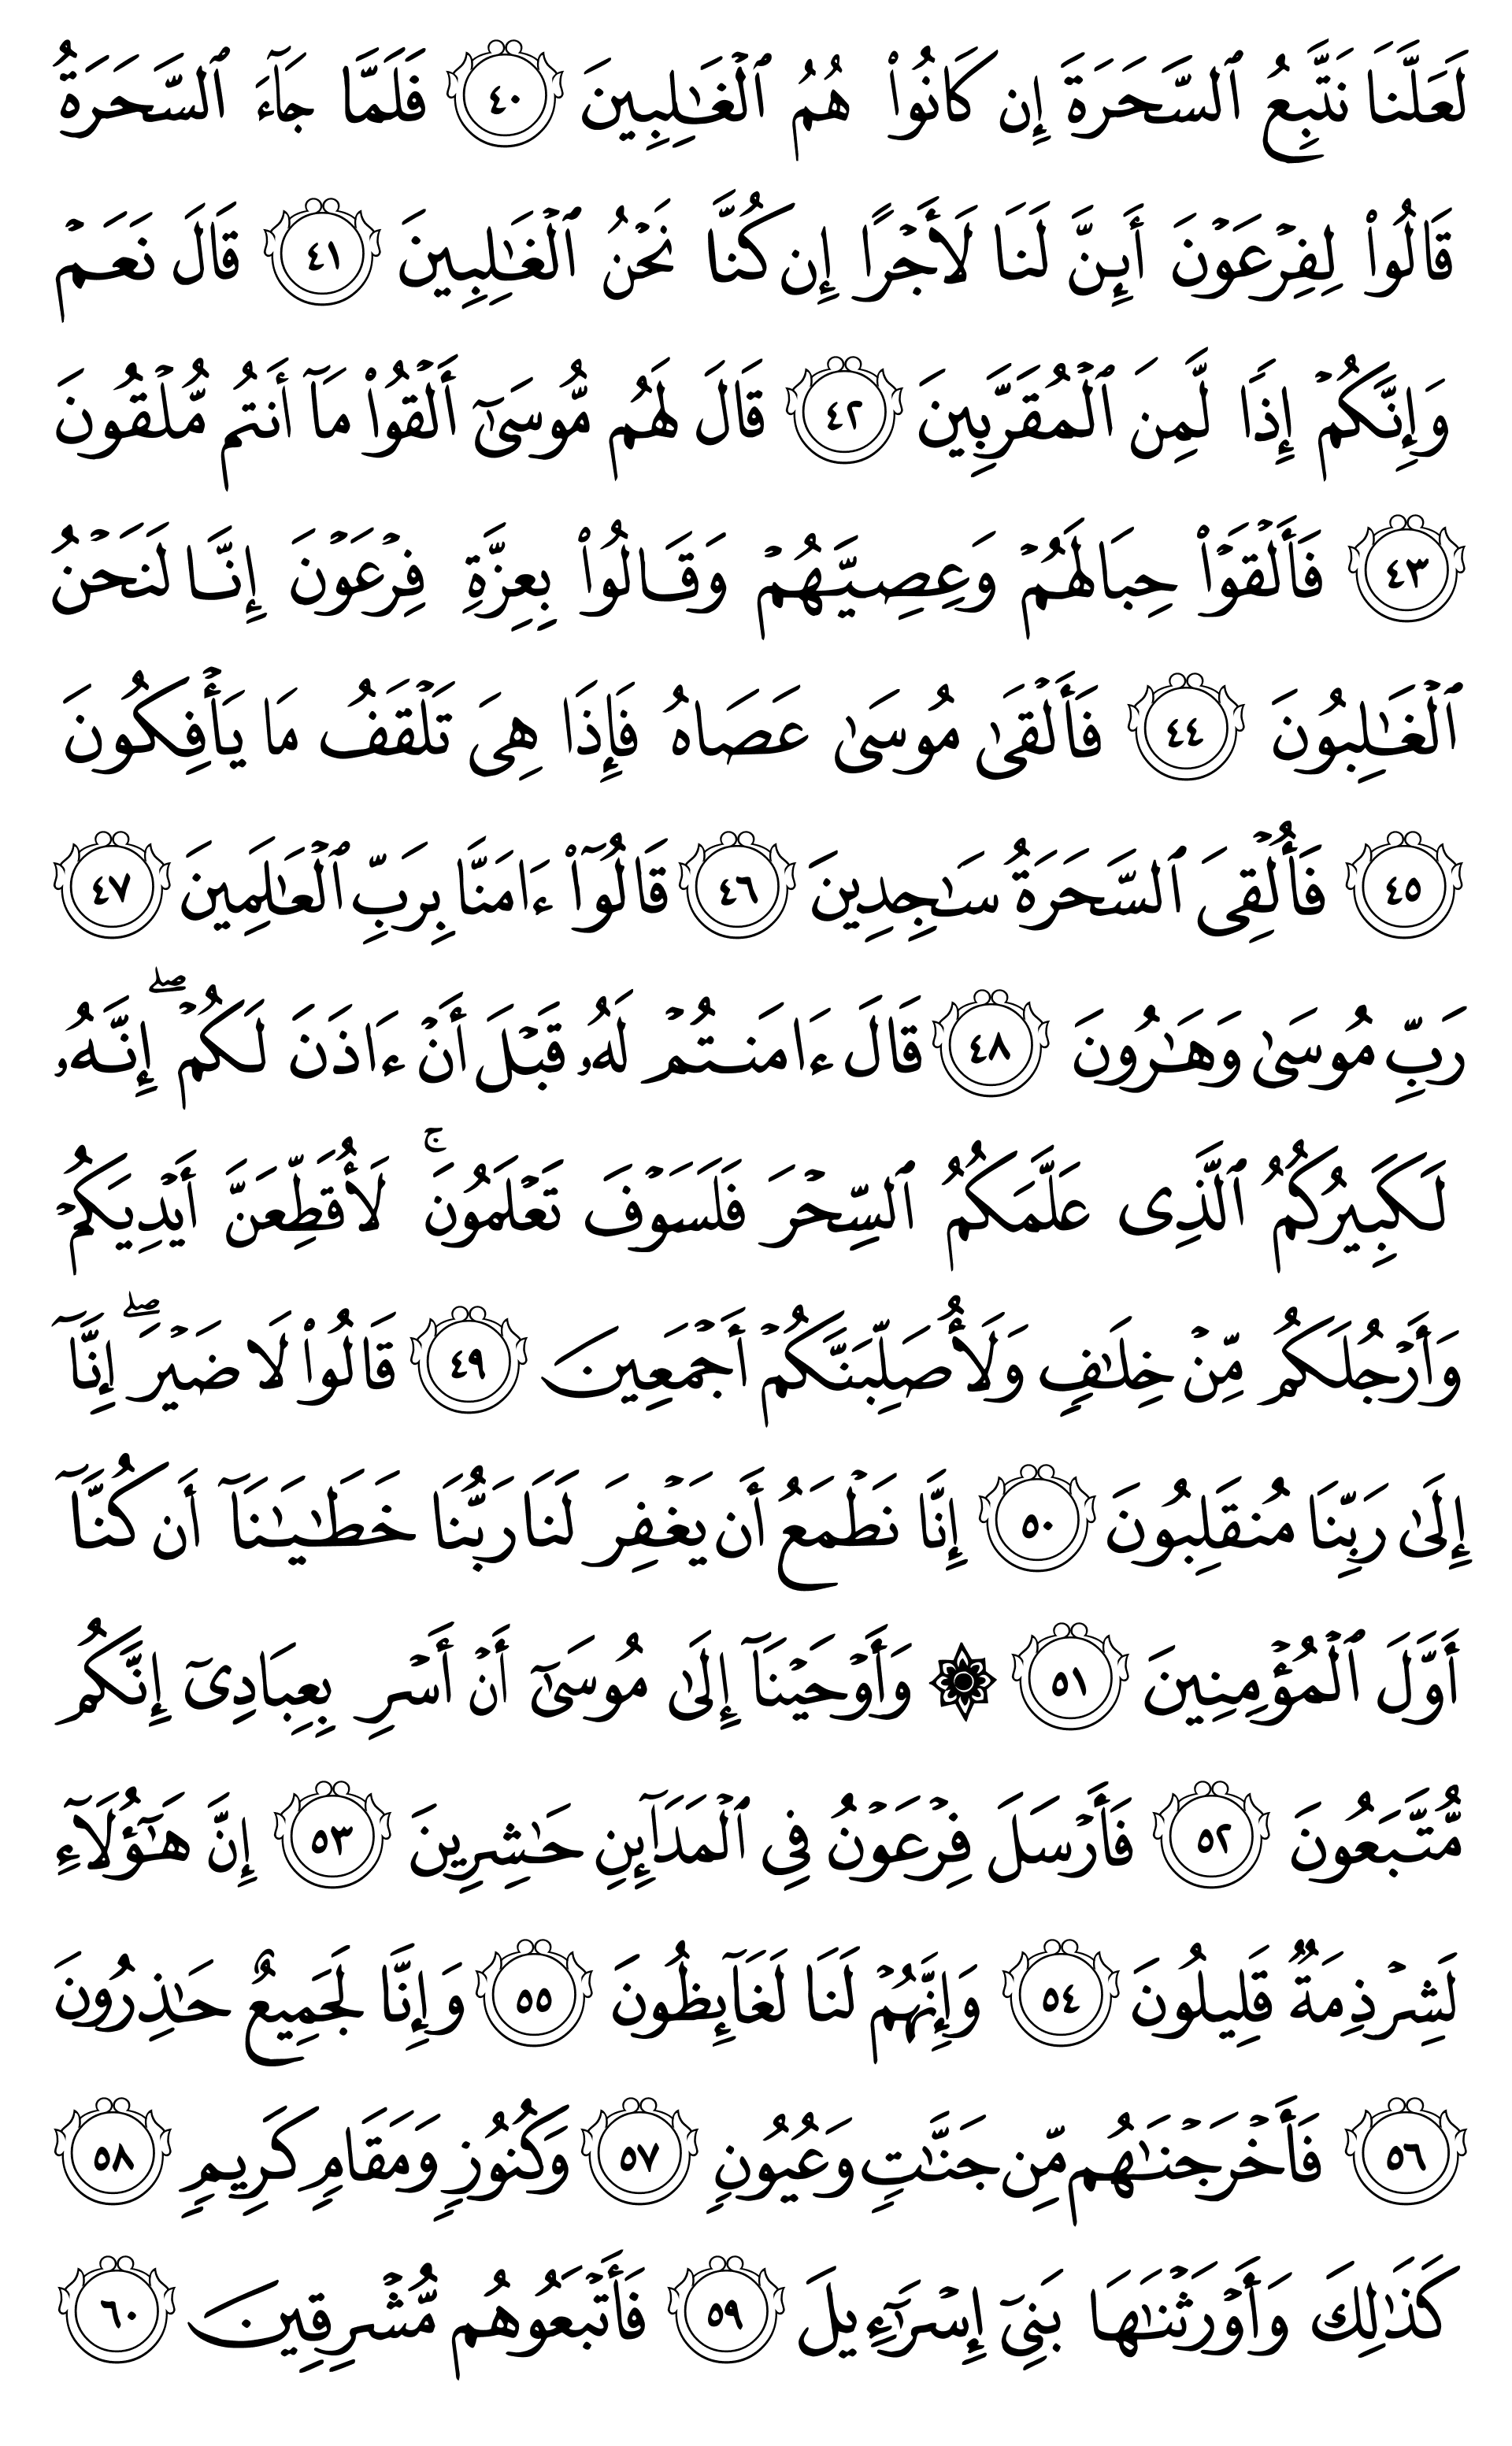 لَعَلَّنَا نَتَّبِعُ ٱلسَّحَرَةَ إِن كَانُوا۟ هُمُ ٱلْغَـٰلِبِينَ ٤٠ فَلَمَّا جَآءَ ٱلسَّحَرَةُ
قَالُوا۟ لِفِرْعَوْنَ أَئِنَّ لَنَا لَأَجْرًا إِن كُنَّا نَحْنُ ٱلْغَـٰلِبِينَ ٤١ قَالَ نَعَمْ
وَإِنَّكُمْ إِذًا لَّمِنَ ٱلْمُقَرَّبِينَ ٤٢ قَالَ لَهُم مُّوسَىٰٓ أَلْقُوا۟ مَآ أَنتُم مُّلْقُونَ
٤٣ فَأَلْقَوْا۟ حِبَالَهُمْ وَعِصِيَّهُمْ وَقَالُوا۟ بِعِزَّةِ فِرْعَوْنَ إِنَّا لَنَحْنُ
ٱلْغَـٰلِبُونَ ٤٤ فَأَلْقَىٰ مُوسَىٰ عَصَاهُ فَإِذَا هِىَ تَلْقَفُ مَا يَأْفِكُونَ
٤٥ فَأُلْقِىَ ٱلسَّحَرَةُ سَـٰجِدِينَ ٤٦ قَالُوٓا۟ ءَامَنَّا بِرَبِّ ٱلْعَـٰلَمِينَ ٤٧
رَبِّ مُوسَىٰ وَهَـٰرُونَ ٤٨ قَالَ ءَامَنتُمْ لَهُۥ قَبْلَ أَنْ ءَاذَنَ لَكُمْ ۖ إِنَّهُۥ
لَكَبِيرُكُمُ ٱلَّذِى عَلَّمَكُمُ ٱلسِّحْرَ فَلَسَوْفَ تَعْلَمُونَ ۚ لَأُقَطِّعَنَّ أَيْدِيَكُمْ
وَأَرْجُلَكُم مِّنْ خِلَـٰفٍ وَلَأُصَلِّبَنَّكُمْ أَجْمَعِينَ ٤٩ قَالُوا۟ لَا ضَيْرَ ۖ إِنَّآ
إِلَىٰ رَبِّنَا مُنقَلِبُونَ ٥٠ إِنَّا نَطْمَعُ أَن يَغْفِرَ لَنَا رَبُّنَا خَطَـٰيَـٰنَآ أَن كُنَّآ
أَوَّلَ ٱلْمُؤْمِنِينَ ٥١ ۞ وَأَوْحَيْنَآ إِلَىٰ مُوسَىٰٓ أَنْ أَسْرِ بِعِبَادِىٓ إِنَّكُم
مُّتَّبَعُونَ ٥٢ فَأَرْسَلَ فِرْعَوْنُ فِى ٱلْمَدَآئِنِ حَـٰشِرِينَ ٥٣ إِنَّ هَـٰٓؤُلَآءِ
لَشِرْذِمَةٌ قَلِيلُونَ ٥٤ وَإِنَّهُمْ لَنَا لَغَآئِظُونَ ٥٥ وَإِنَّا لَجَمِيعٌ حَـٰذِرُونَ
٥٦ فَأَخْرَجْنَـٰهُم مِّن جَنَّـٰتٍ وَعُيُونٍ ٥٧ وَكُنُوزٍ وَمَقَامٍ كَرِيمٍ ٥٨
كَذَٰلِكَ وَأَوْرَثْنَـٰهَا بَنِىٓ إِسْرَٰٓءِيلَ ٥٩ فَأَتْبَعُوهُم مُّشْرِقِينَ ٦٠